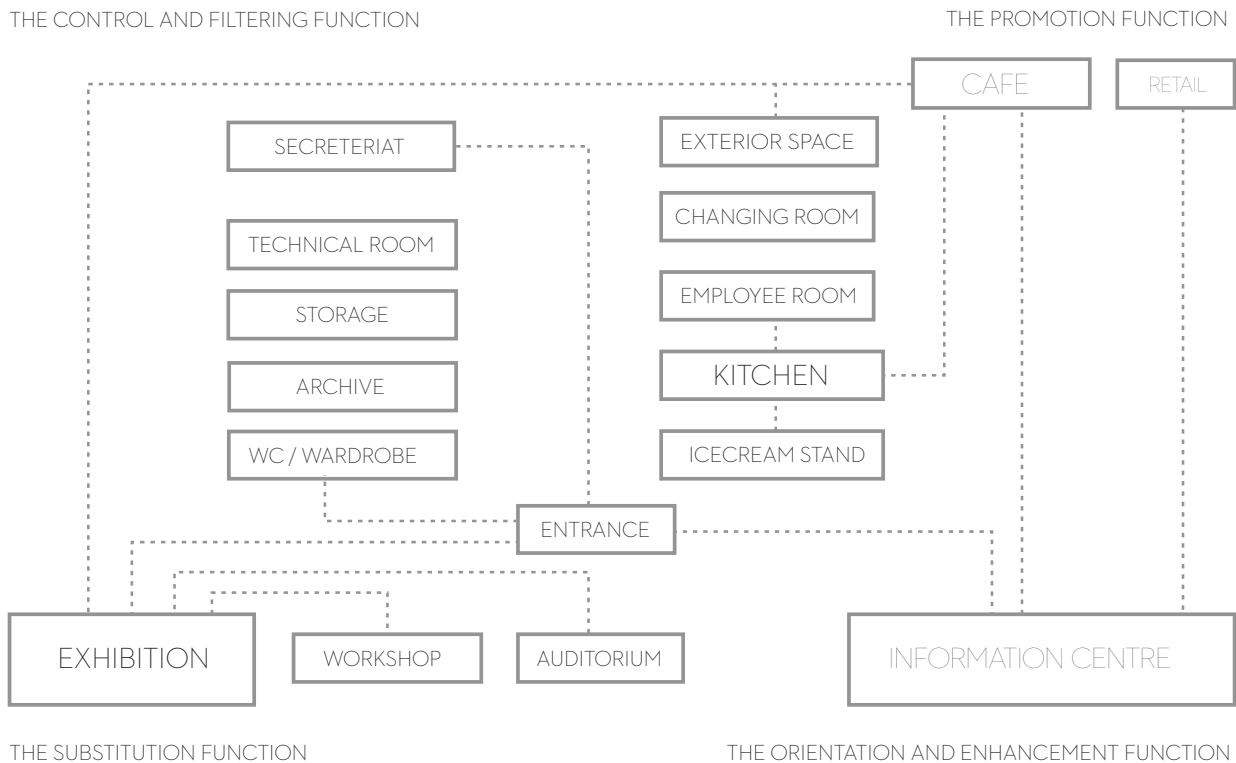 THE CONTROL AND FILTERING FUNCTION
THE PROMOTION FUNCTION
CAFE
RETAIL
SECRETERIAT
EXTERIOR SPACE
CHANGING ROOM
TECHNICAL ROOM
EMPLOYEE ROOM
STORAGE
KITCHEN
ARCHIVE
WC / WARDROBE
ICECREAM STAND
ENTRANCE
EXHIBITION
WORKSHOP
AUDITORIUM
INFORMATION CENTRE
THE SUBSTITUTION FUNCTION
THE ORIENTATION AND ENHANCEMENT FUNCTION